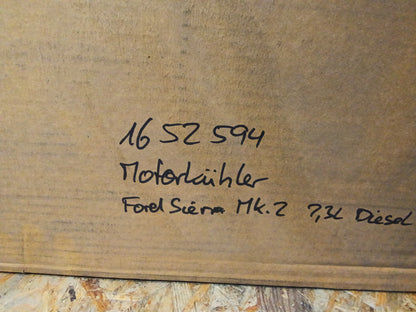 1652594
Motorkühler
Ford Sierra MK.2 2,3L Diesel